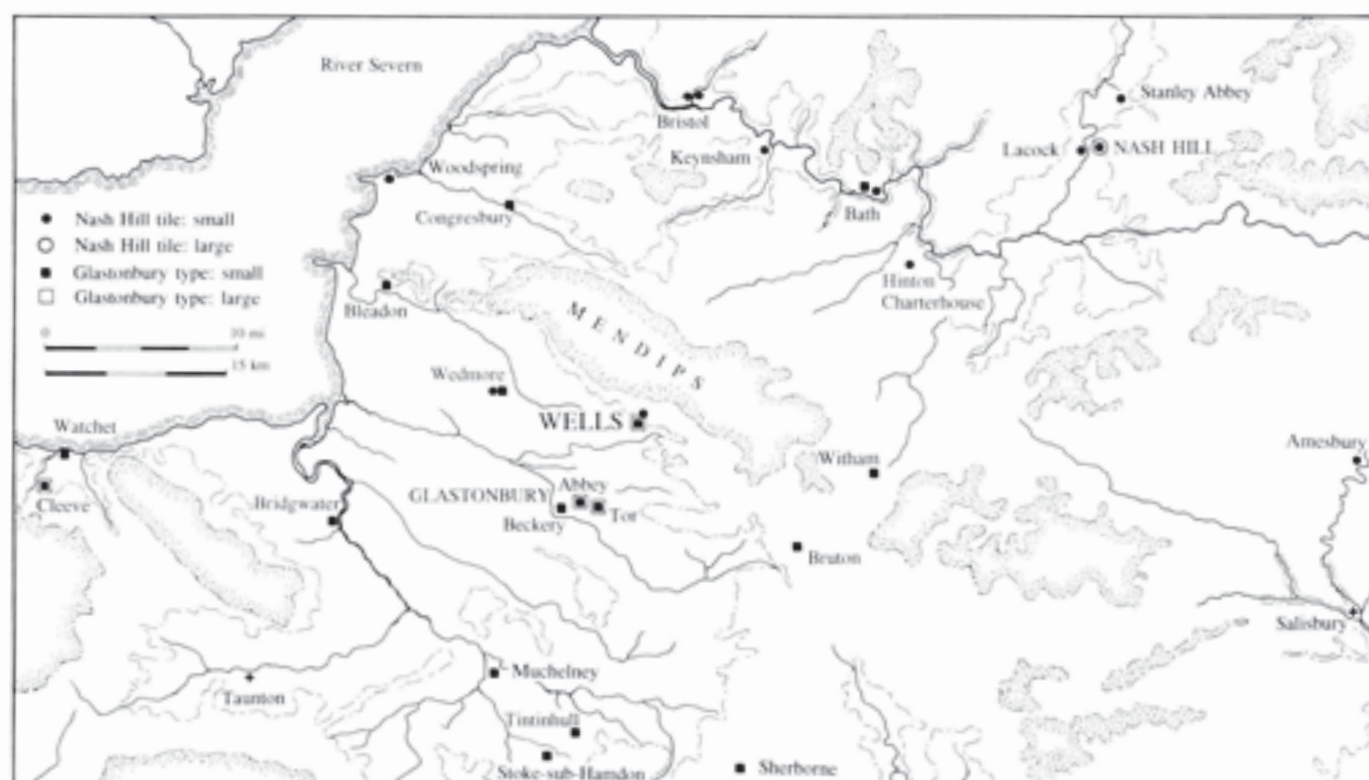 River Severn
Stanley Abbey
Bristol
Keynsham
Lacock
NASH HILL
Woodspring
Bath
Congresbury
Nash Hill tile: small
Nash Hill tile: large
Glastonbury type: small
Glastonbury type: large
Hinton
Charterhouse
Bleadon
MENDIPS
0 10 mi
15 km
Wedmore
WELLS
Watchet
Amesbury
Witham
Cleeve
Bridgwater
GLASTONBURY
Abbey
Beckery
Tor
Bruton
Salisbury
Muchelney
Taunton
Tintinhull
Stoke-sub-Hamdon
Sherborne